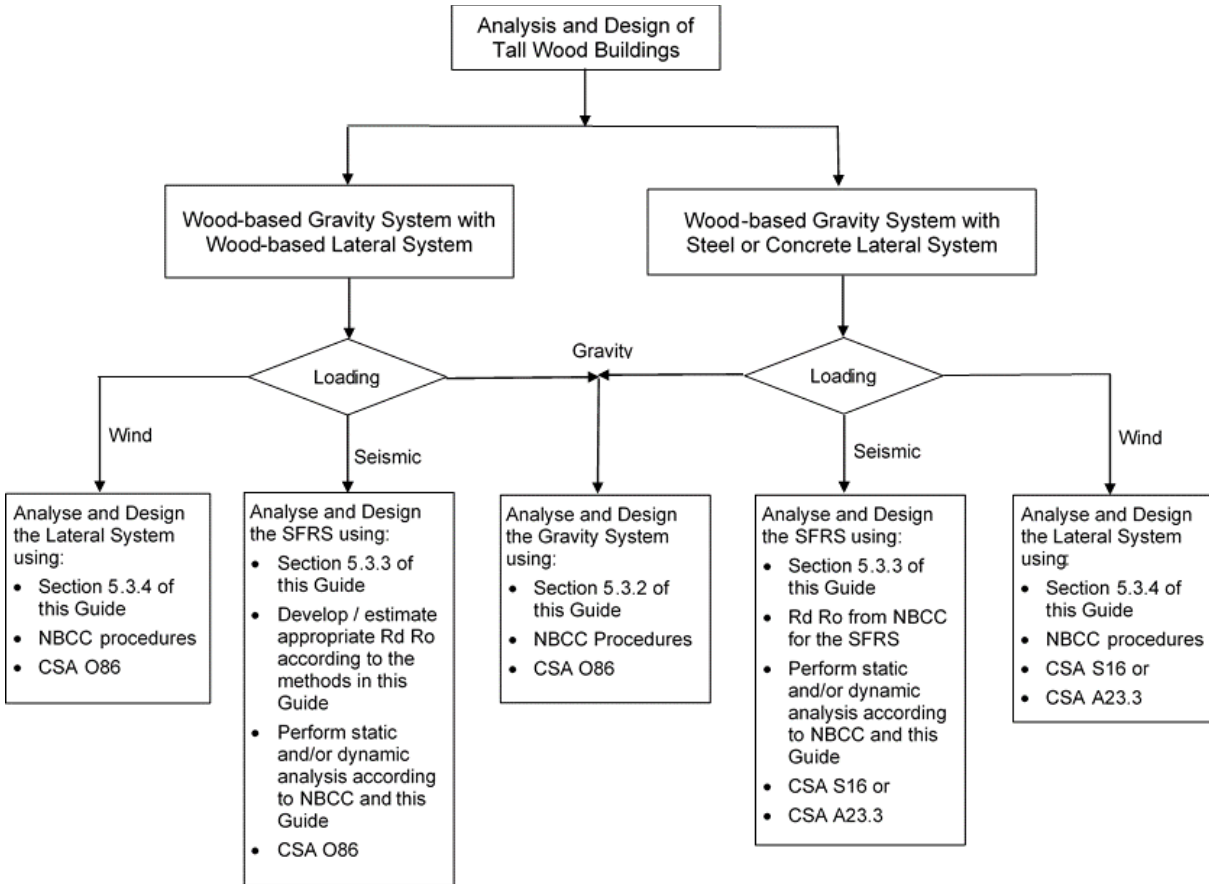 Analysis and Design of
Tall Wood Buildings
Wood-based Gravity System with
Wood-based Lateral System
Wood-based Gravity System with
Steel or Concrete Lateral System
Loading
Gravity
Loading
Wind
Seismic
Seismic
Wind
Analyse and Design
the Lateral System
using:
• Section 5.3.4 of
this Guide
• NBCC procedures
• CSA O86
Analyse and Design
the SFRS using:
• Section 5.3.3 of
this Guide
• Develop / estimate
appropriate Rd Ro
according to the
methods in this
Guide
• Perform static
and/or dynamic
analysis according
to NBCC and this
Guide
• CSA O86
Analyse and Design
the Gravity System
using:
• Section 5.3.2 of
this Guide
• NBCC Procedures
• CSA O86
Analyse and Design
the SFRS using:
• Section 5.3.3 of
this Guide
• Rd Ro from NBCC
for the SFRS
• Perform static
and/or dynamic
analysis according
to NBCC and this
Guide
• CSA S16 or
• CSA A23.3
Analyse and Design
the Lateral System
using:
• Section 5.3.4 of
this Guide
• NBCC procedures
• CSA S16 or
• CSA A23.3